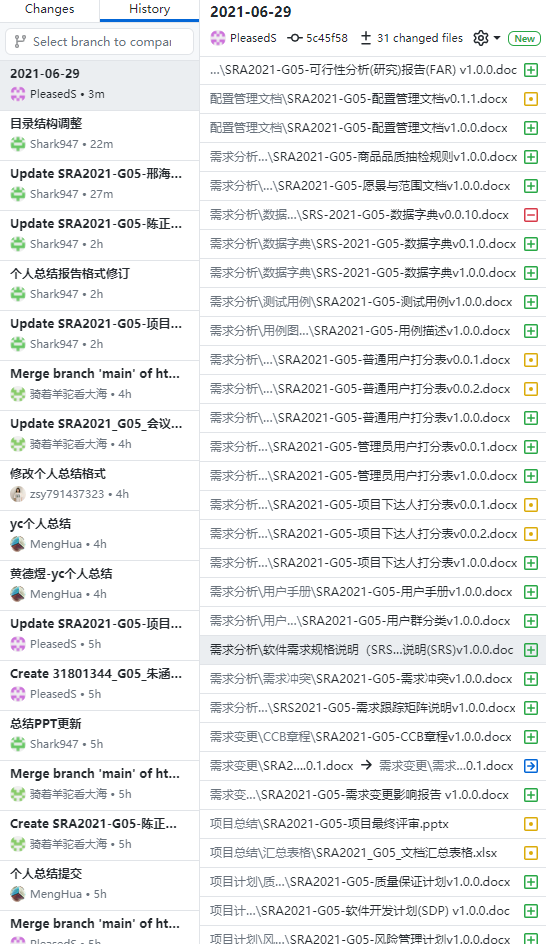 Changes
History
Select branch to compar
2021-06-29
PleasedS • 3m
目录结构调整
Shark947 • 22m
Update SRA2021-G05-邢海...
Shark947 • 27m
Update SRA2021-G05-陈正...
Shark947 • 2h
个人总结报告格式修订
Shark947 • 2h
Update SRA2021-G05-项目...
Shark947 • 2h
Merge branch 'main' of ht...
骑着羊驼看大海 • 4h
Update SRA2021_G05_会议...
骑着羊驼看大海 • 4h
修改个人总结格式
zsy791437323 • 4h
yc个人总结
MengHua • 4h
黄德煜-yc个人总结
MengHua • 4h
Update SRA2021-G05-项目...
PleasedS • 5h
Create 31801344_G05_朱涵...
PleasedS • 5h
总结PPT更新
Shark947 • 5h
Merge branch 'main' of ht...
骑着羊驼看大海 • 5h
Create SRA2021-G05-陈正...
骑着羊驼看大海 • 5h
个人总结提交
MengHua • 5h
Merge branch 'main' of ht...
PleasedS • 5h
2021-06-29
PleasedS 5c45f58 31 changed files New
...\SRA2021-G05-可行性分析(研究)报告(FAR) v1.0.0.doc
配置管理文档\SRA2021-G05-配置管理文档v0.1.1.docx
配置管理文档\SRA2021-G05-配置管理文档v1.0.0.docx
需求分析...\SRA2021-G05-商品品质抽检规则v1.0.0.docx
需求分析\...\SRA2021-G05-愿景与范围文档v1.0.0.docx
需求分析\数据...\SRS-2021-G05-数据字典v0.0.10.docx
需求分析\数据字典\SRS-2021-G05-数据字典v0.1.0.docx
需求分析\数据字典\SRS-2021-G05-数据字典v1.0.0.docx
需求分析\测试用例\SRA2021-G05-测试用例v1.0.0.docx
需求分析\用例图...\SRA2021-G05-用例描述v1.0.0.docx
需求分析\...\SRA2021-G05-普通用户打分表v0.0.1.docx
需求分析\...\SRA2021-G05-普通用户打分表v0.0.2.docx
需求分析\...\SRA2021-G05-普通用户打分表v1.0.0.docx
需求分析...\SRA2021-G05-管理员用户打分表v0.0.1.docx
需求分析...\SRA2021-G05-管理员用户打分表v1.0.0.docx
需求分析...\SRA2021-G05-项目下达人打分表v0.0.1.docx
需求分析...\SRA2021-G05-项目下达人打分表v0.0.2.docx
需求分析...\SRA2021-G05-项目下达人打分表v1.0.0.docx
需求分析\用户手册\SRA2021-G05-用户手册v1.0.0.docx
需求分析\用户...\SRA2021-G05-用户群分类v1.0.0.docx
需求分析\软件需求规格说明（SRS...说明(SRS)v1.0.0.doc
需求分析\需求冲突\SRA2021-G05-需求冲突v1.0.0.docx
需求分析...\SRS2021-G05-需求跟踪矩阵说明v1.0.0.docx
需求变更\CCB章程\SRA2021-G05-CCB章程v1.0.0.docx
需求变更\SRA2....0.1.docx → 需求变更\需求...0.1.docx
需求变...\SRA2021-G05-需求变更影响报告 v1.0.0.docx
项目总结\SRA2021-G05-项目最终评审.pptx
项目总结\汇总表格\SRA2021_G05_文档汇总表格.xlsx
项目计划\质...\SRA2021-G05-质量保证计划v1.0.0.docx
项目计...\SRA2021-G05-软件开发计划(SDP) v1.0.0.docx
项目计划\风...\SRA2021-G05-风险管理计划v1.0.0.docx